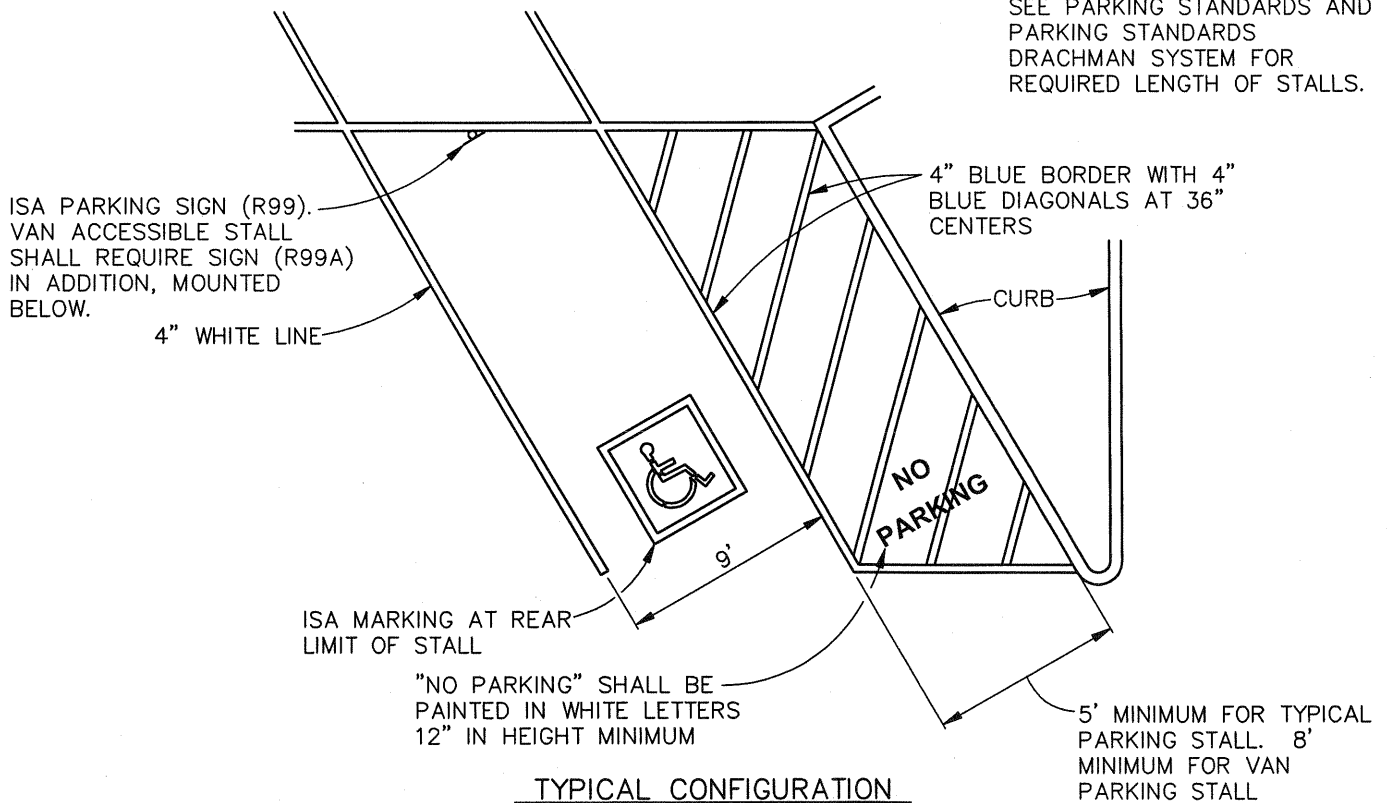 SEE PARKING STANDARDS AND
PARKING STANDARDS
DRACHMAN SYSTEM FOR
REQUIRED LENGTH OF STALLS.
ISA PARKING SIGN (R99).
VAN ACCESSIBLE STALL
SHALL REQUIRE SIGN (R99A)
IN ADDITION, MOUNTED
BELOW.
4" WHITE LINE
4" BLUE BORDER WITH 4"
BLUE DIAGONALS AT 36"
CENTERS
CURB
NO
PARKING
9'
ISA MARKING AT REAR
LIMIT OF STALL
"NO PARKING" SHALL BE
PAINTED IN WHITE LETTERS
12" IN HEIGHT MINIMUM
5' MINIMUM FOR TYPICAL
PARKING STALL. 8'
MINIMUM FOR VAN
PARKING STALL
TYPICAL CONFIGURATION